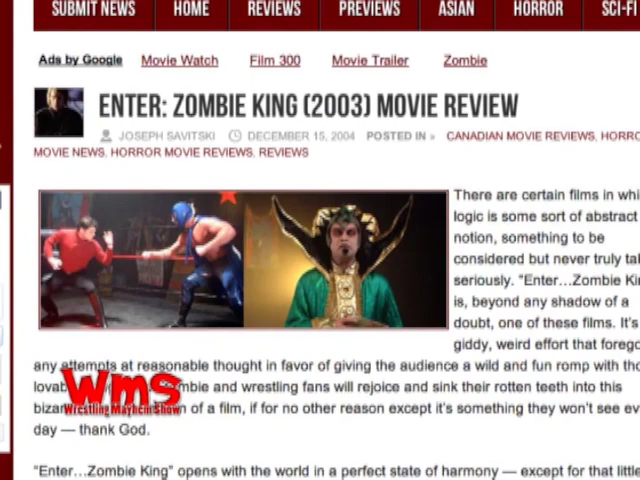 SUBMIT NEWS HOME REVIEWS PREVIEWS ASIAN HORROR SCI-FI
Ads by Google Movie Watch Film 300 Movie Trailer Zombie
ENTER: ZOMBIE KING (2003) MOVIE REVIEW
JOSEPH SAVITSKI DECEMBER 15, 2004 POSTED IN » CANADIAN MOVIE REVIEWS, HORRO
MOVIE NEWS, HORROR MOVIE REVIEWS, REVIEWS
There are certain films in whi
logic is some sort of abstract
notion, something to be
considered but never truly tak
seriously. "Enter...Zombie Kin
is, beyond any shadow of a
doubt, one of these films. It's
giddy, weird effort that forego
any attempts at reasonable thought in favor of giving the audience a wild and fun romp with tho
lovab ombie and wrestling fans will rejoice and sink their rotten teeth into this
bizar n of a film, if for no other reason except it's something they won't see ev
day — thank God.
wms
Wrestling Mayhem Show
"Enter...Zombie King" opens with the world in a perfect state of harmony — except for that little